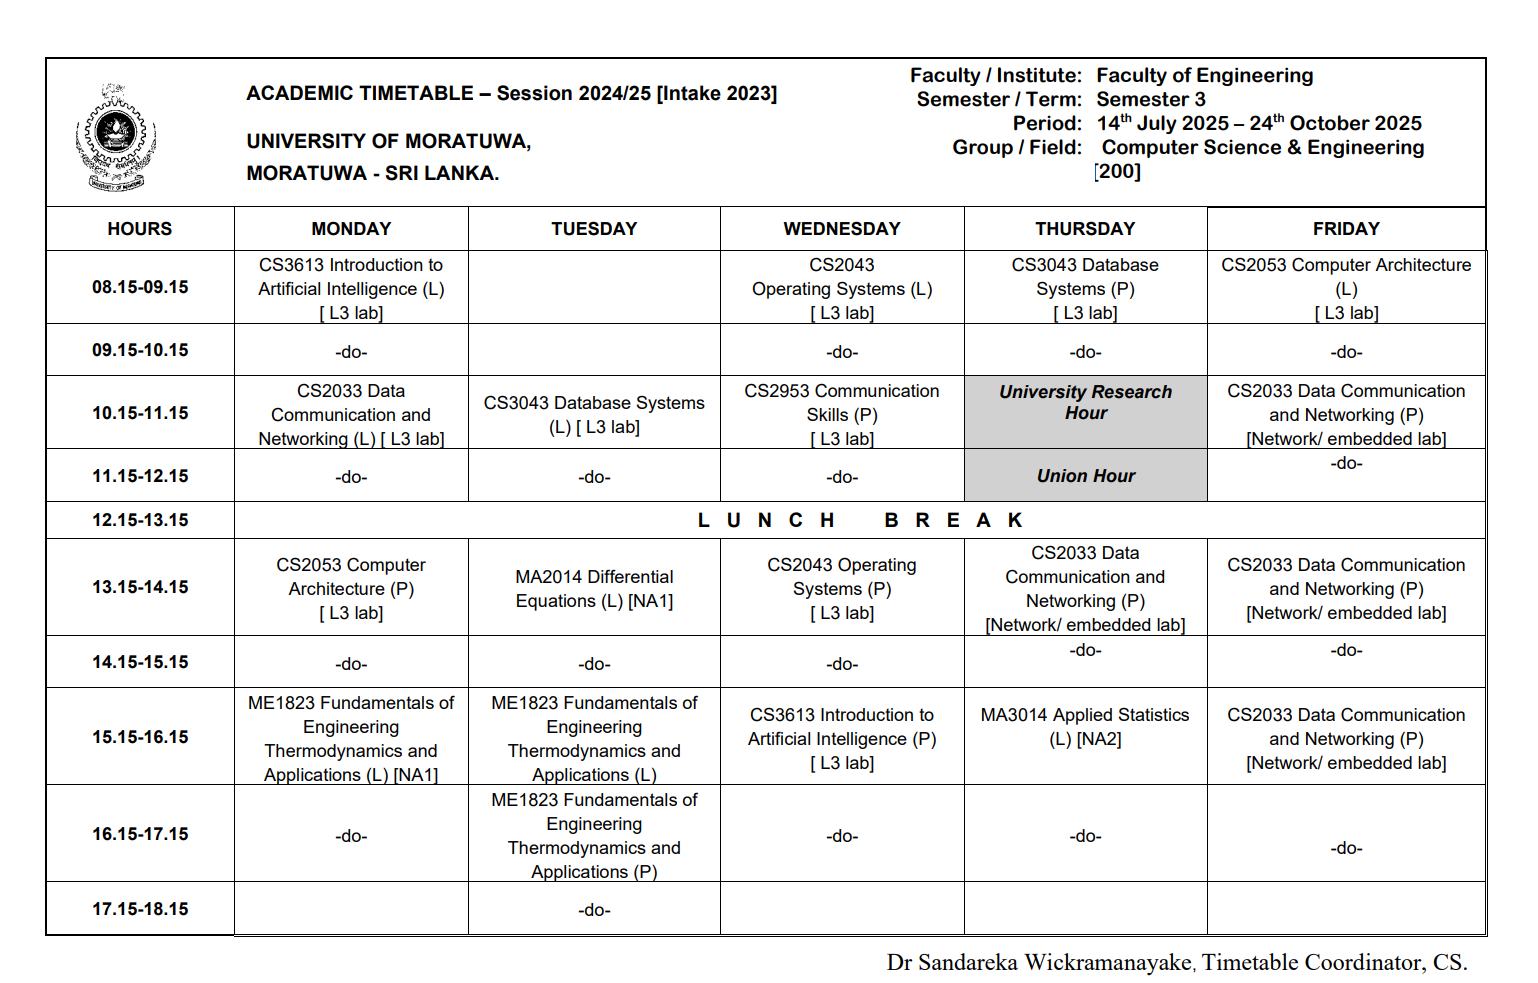 ACADEMIC TIMETABLE – Session 2024/25 [Intake 2023]
UNIVERSITY OF MORATUWA,
MORATUWA - SRI LANKA.
Faculty / Institute: Faculty of Engineering
Semester / Term: Semester 3
Period: 14th July 2025 – 24th October 2025
Group / Field: Computer Science & Engineering
[200]
HOURS MONDAY TUESDAY WEDNESDAY THURSDAY FRIDAY
08.15-09.15
CS3613 Introduction to
Artificial Intelligence (L)
[ L3 lab]
CS2043
Operating Systems (L)
[ L3 lab]
CS3043 Database
Systems (P)
[ L3 lab]
CS2053 Computer Architecture
(L)
[ L3 lab]
09.15-10.15
-do-
-do-
-do-
-do-
10.15-11.15
CS2033 Data
Communication and
Networking (L) [ L3 lab]
CS3043 Database Systems
(L) [ L3 lab]
CS2953 Communication
Skills (P)
[ L3 lab]
University Research
Hour
CS2033 Data Communication
and Networking (P)
[Network/ embedded lab]
11.15-12.15
-do-
-do-
-do-
Union Hour
-do-
12.15-13.15
L U N C H B R E A K
13.15-14.15
CS2053 Computer
Architecture (P)
[ L3 lab]
MA2014 Differential
Equations (L) [NA1]
CS2043 Operating
Systems (P)
[ L3 lab]
CS2033 Data
Communication and
Networking (P)
[Network/ embedded lab]
CS2033 Data Communication
and Networking (P)
[Network/ embedded lab]
14.15-15.15
-do-
-do-
-do-
-do-
-do-
15.15-16.15
ME1823 Fundamentals of
Engineering
Thermodynamics and
Applications (L) [NA1]
ME1823 Fundamentals of
Engineering
Thermodynamics and
Applications (L)
CS3613 Introduction to
Artificial Intelligence (P)
[ L3 lab]
MA3014 Applied Statistics
(L) [NA2]
CS2033 Data Communication
and Networking (P)
[Network/ embedded lab]
16.15-17.15
-do-
ME1823 Fundamentals of
Engineering
Thermodynamics and
Applications (P)
-do-
-do-
-do-
17.15-18.15
-do-
Dr Sandareka Wickramanayake, Timetable Coordinator, CS.